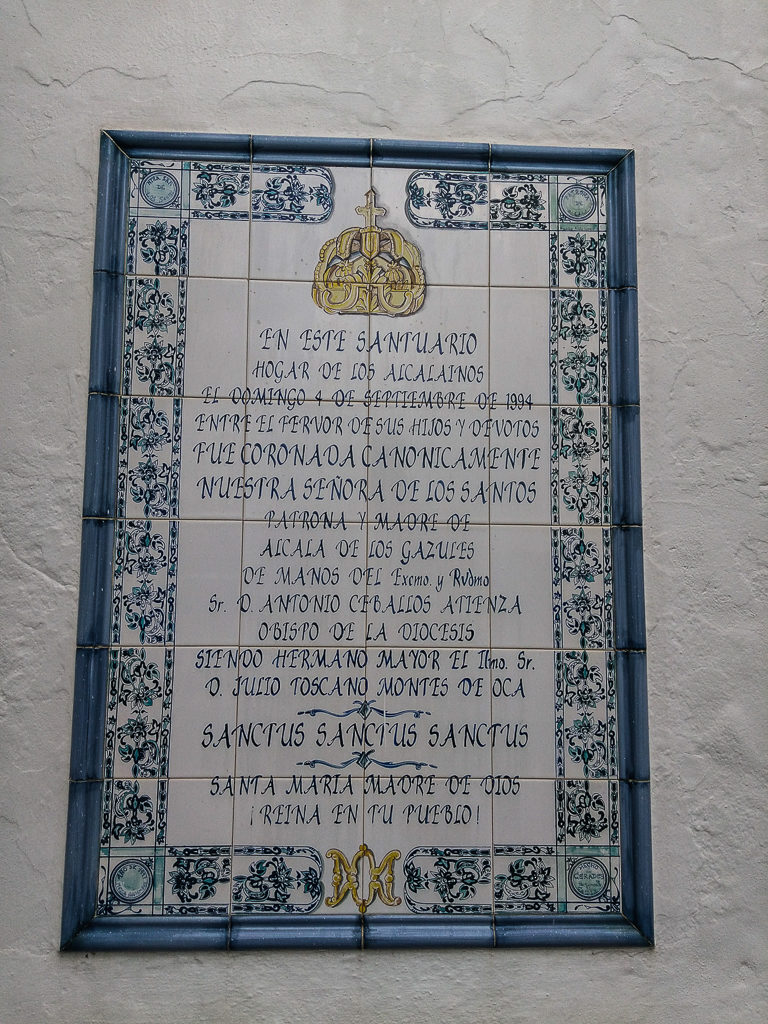 EN ESTE SANTUARIO
HOGAR DE LOS ALCALAINOS
EL DOMINGO 4 DE SEPTIEMBRE DE 1994
ENTRE EL FERVOR DE SUS HIJOS Y DEVOTOS
FUE CORONADA CANONICAMENTE
NUESTRA SEÑORA DE LOS SANTOS
PATRONA Y MADRE DE
ALCALA DE LOS GAZULES
DE MANOS DEL Excmo. y Rvdmo
Sr. D. ANTONIO CEBALLOS ATIENZA
OBISPO DE LA DIOCESIS
SIENDO HERMANO MAYOR EL Ilmo. Sr.
D. JULIO TOSCANO MONTES DE OCA
SANCTUS SANCTUS SANCTUS
SANTA MARIA MADRE DE DIOS
¡REINA EN TU PUEBLO!